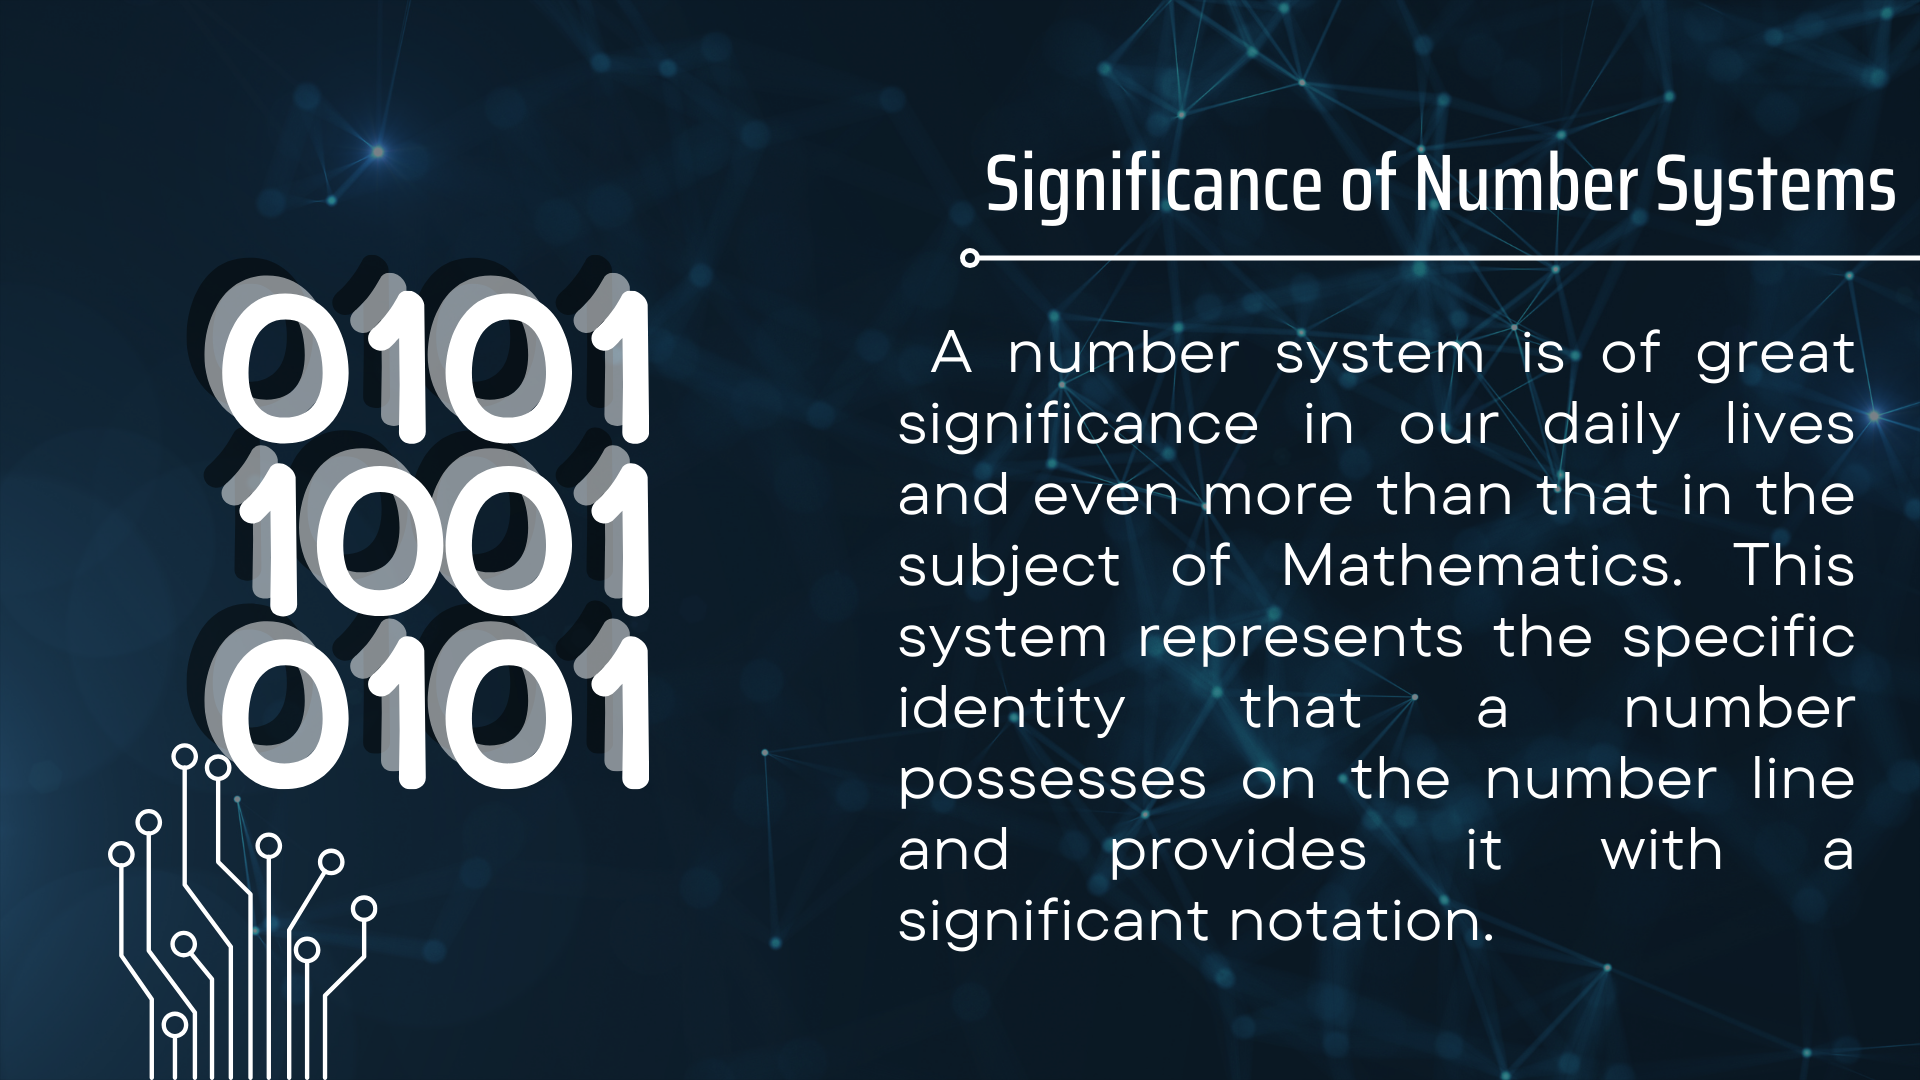 Significance of Number Systems
0101
1001
0101
A number system is of great
significance in our daily lives
and even more than that in the
subject of Mathematics. This
system represents the specific
identity that a number
possesses on the number line
and provides it with a
significant notation.